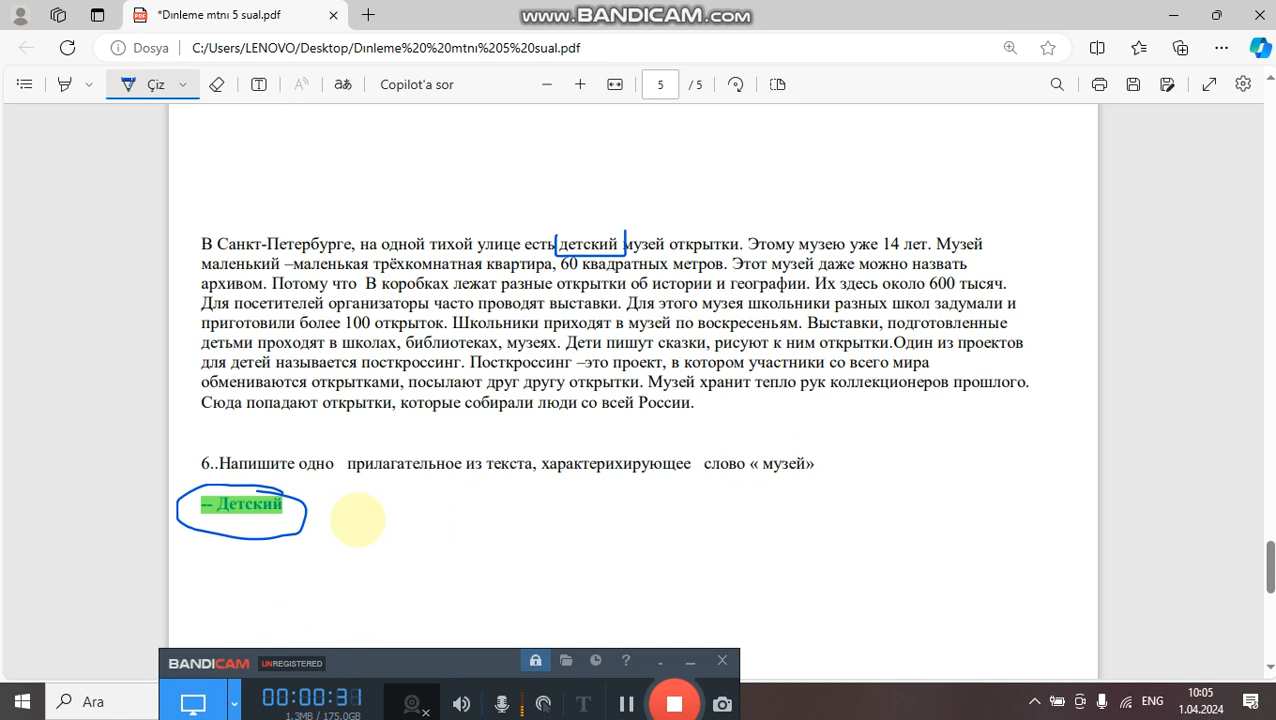 *Dinleme mtni 5 sual.pdf
www.BANDICAM.com
Dosya
C:/Users/LENOVO/Desktop/Dinleme%20%20mtni%205%20sual.pdf
Çiz
T
aあ
Copilot'a sor
5 / 5
В Санкт-Петербурге, на одной тихой улице есть детский музей открытки. Этому музею уже 14 лет. Музей
маленький –маленькая трёхкомнатная квартира, 60 квадратных метров. Этот музей даже можно назвать
архивом. Потому что В коробках лежат разные открытки об истории и географии. Их здесь около 600 тысяч.
Для посетителей организаторы часто проводят выставки. Для этого музея школьники разных школ задумали и
приготовили более 100 открыток. Школьники приходят в музей по воскресеньям. Выставки, подготовленные
детьми проходят в школах, библиотеках, музеях. Дети пишут сказки, рисуют к ним открытки.Один из проектов
для детей называется посткроссинг. Посткроссинг –это проект, в котором участники со всего мира
обмениваются открытками, посылают друг другу открытки. Музей хранит тепло рук коллекционеров прошлого.
Сюда попадают открытки, которые собирали люди со всей России.
6..Напишите одно прилагательное из текста, характерихирующее слово « музей»
-- Детский
BANDICAM UNREGISTERED
00:00:31
1.3MB / 175.0GB
Ara
ENG
10:05
1.04.2024